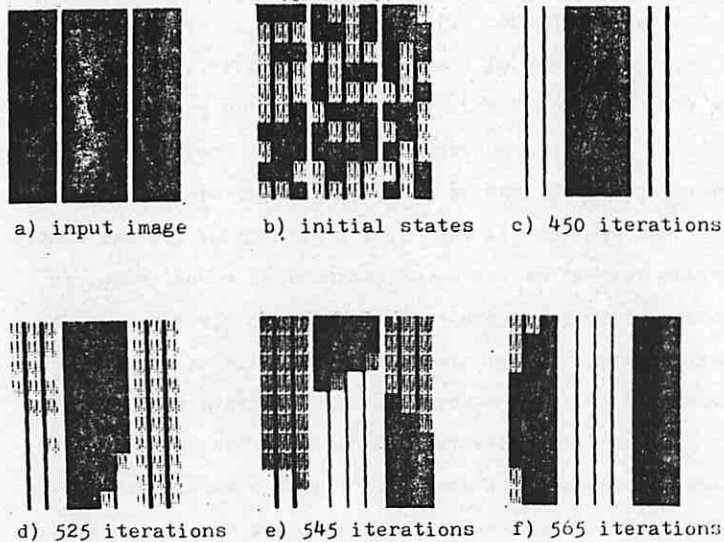 a) input image
b) initial states
c) 450 iterations
d) 525 iterations
e) 545 iterations
f) 565 iterations